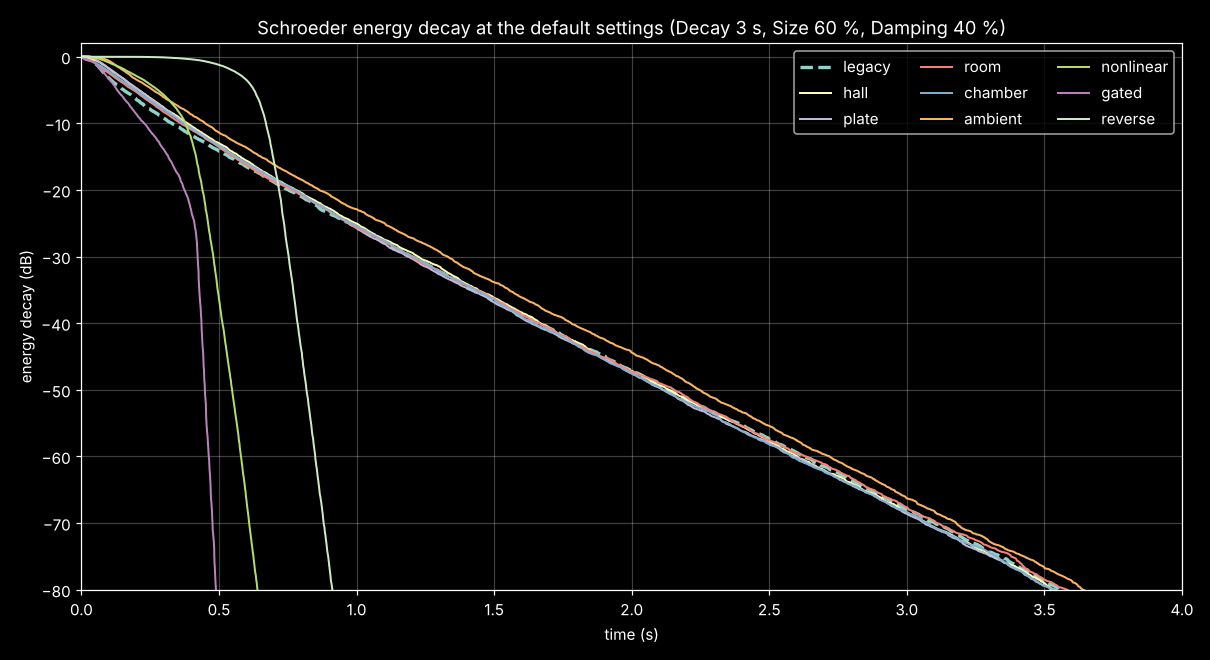 Schroeder energy decay at the default settings (Decay 3 s, Size 60 %, Damping 40 %)
legacy room nonlinear
hall chamber gated
plate ambient reverse
energy decay (dB)
0
−10
−20
−30
−40
−50
−60
−70
−80
0.0 0.5 1.0 1.5 2.0 2.5 3.0 3.5 4.0
time (s)